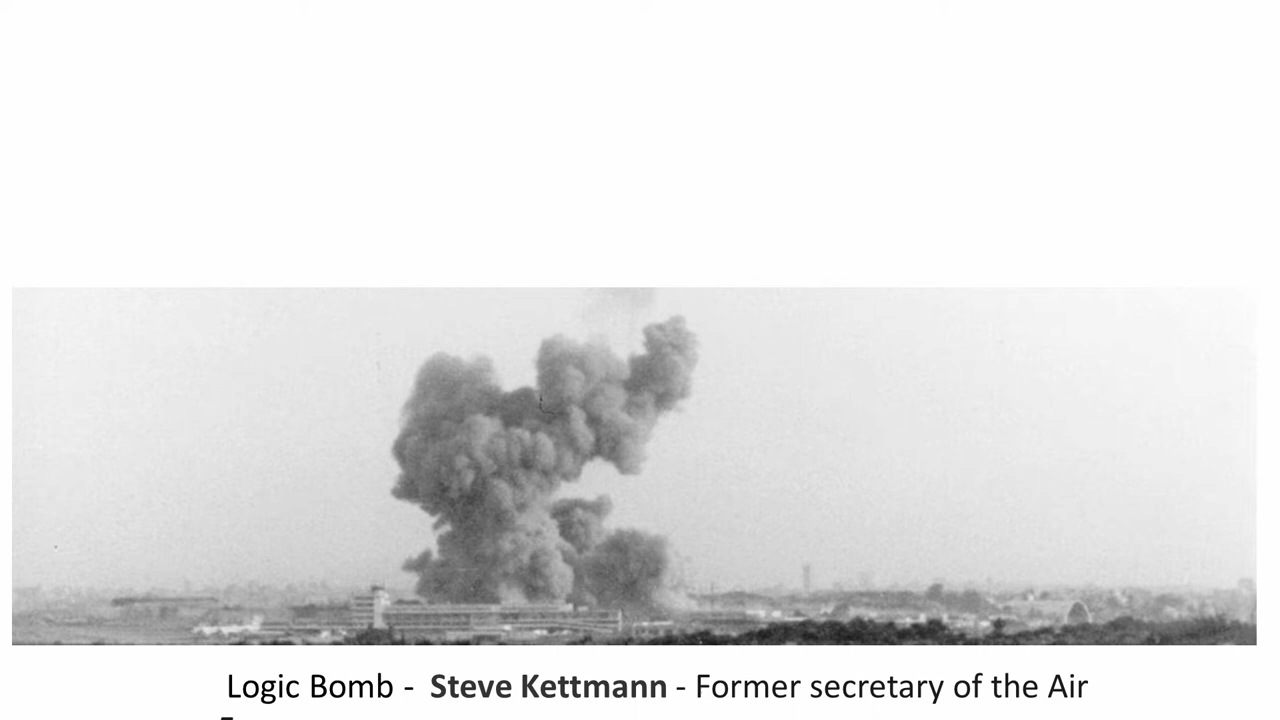 Logic Bomb - Steve Kettmann - Former secretary of the Air